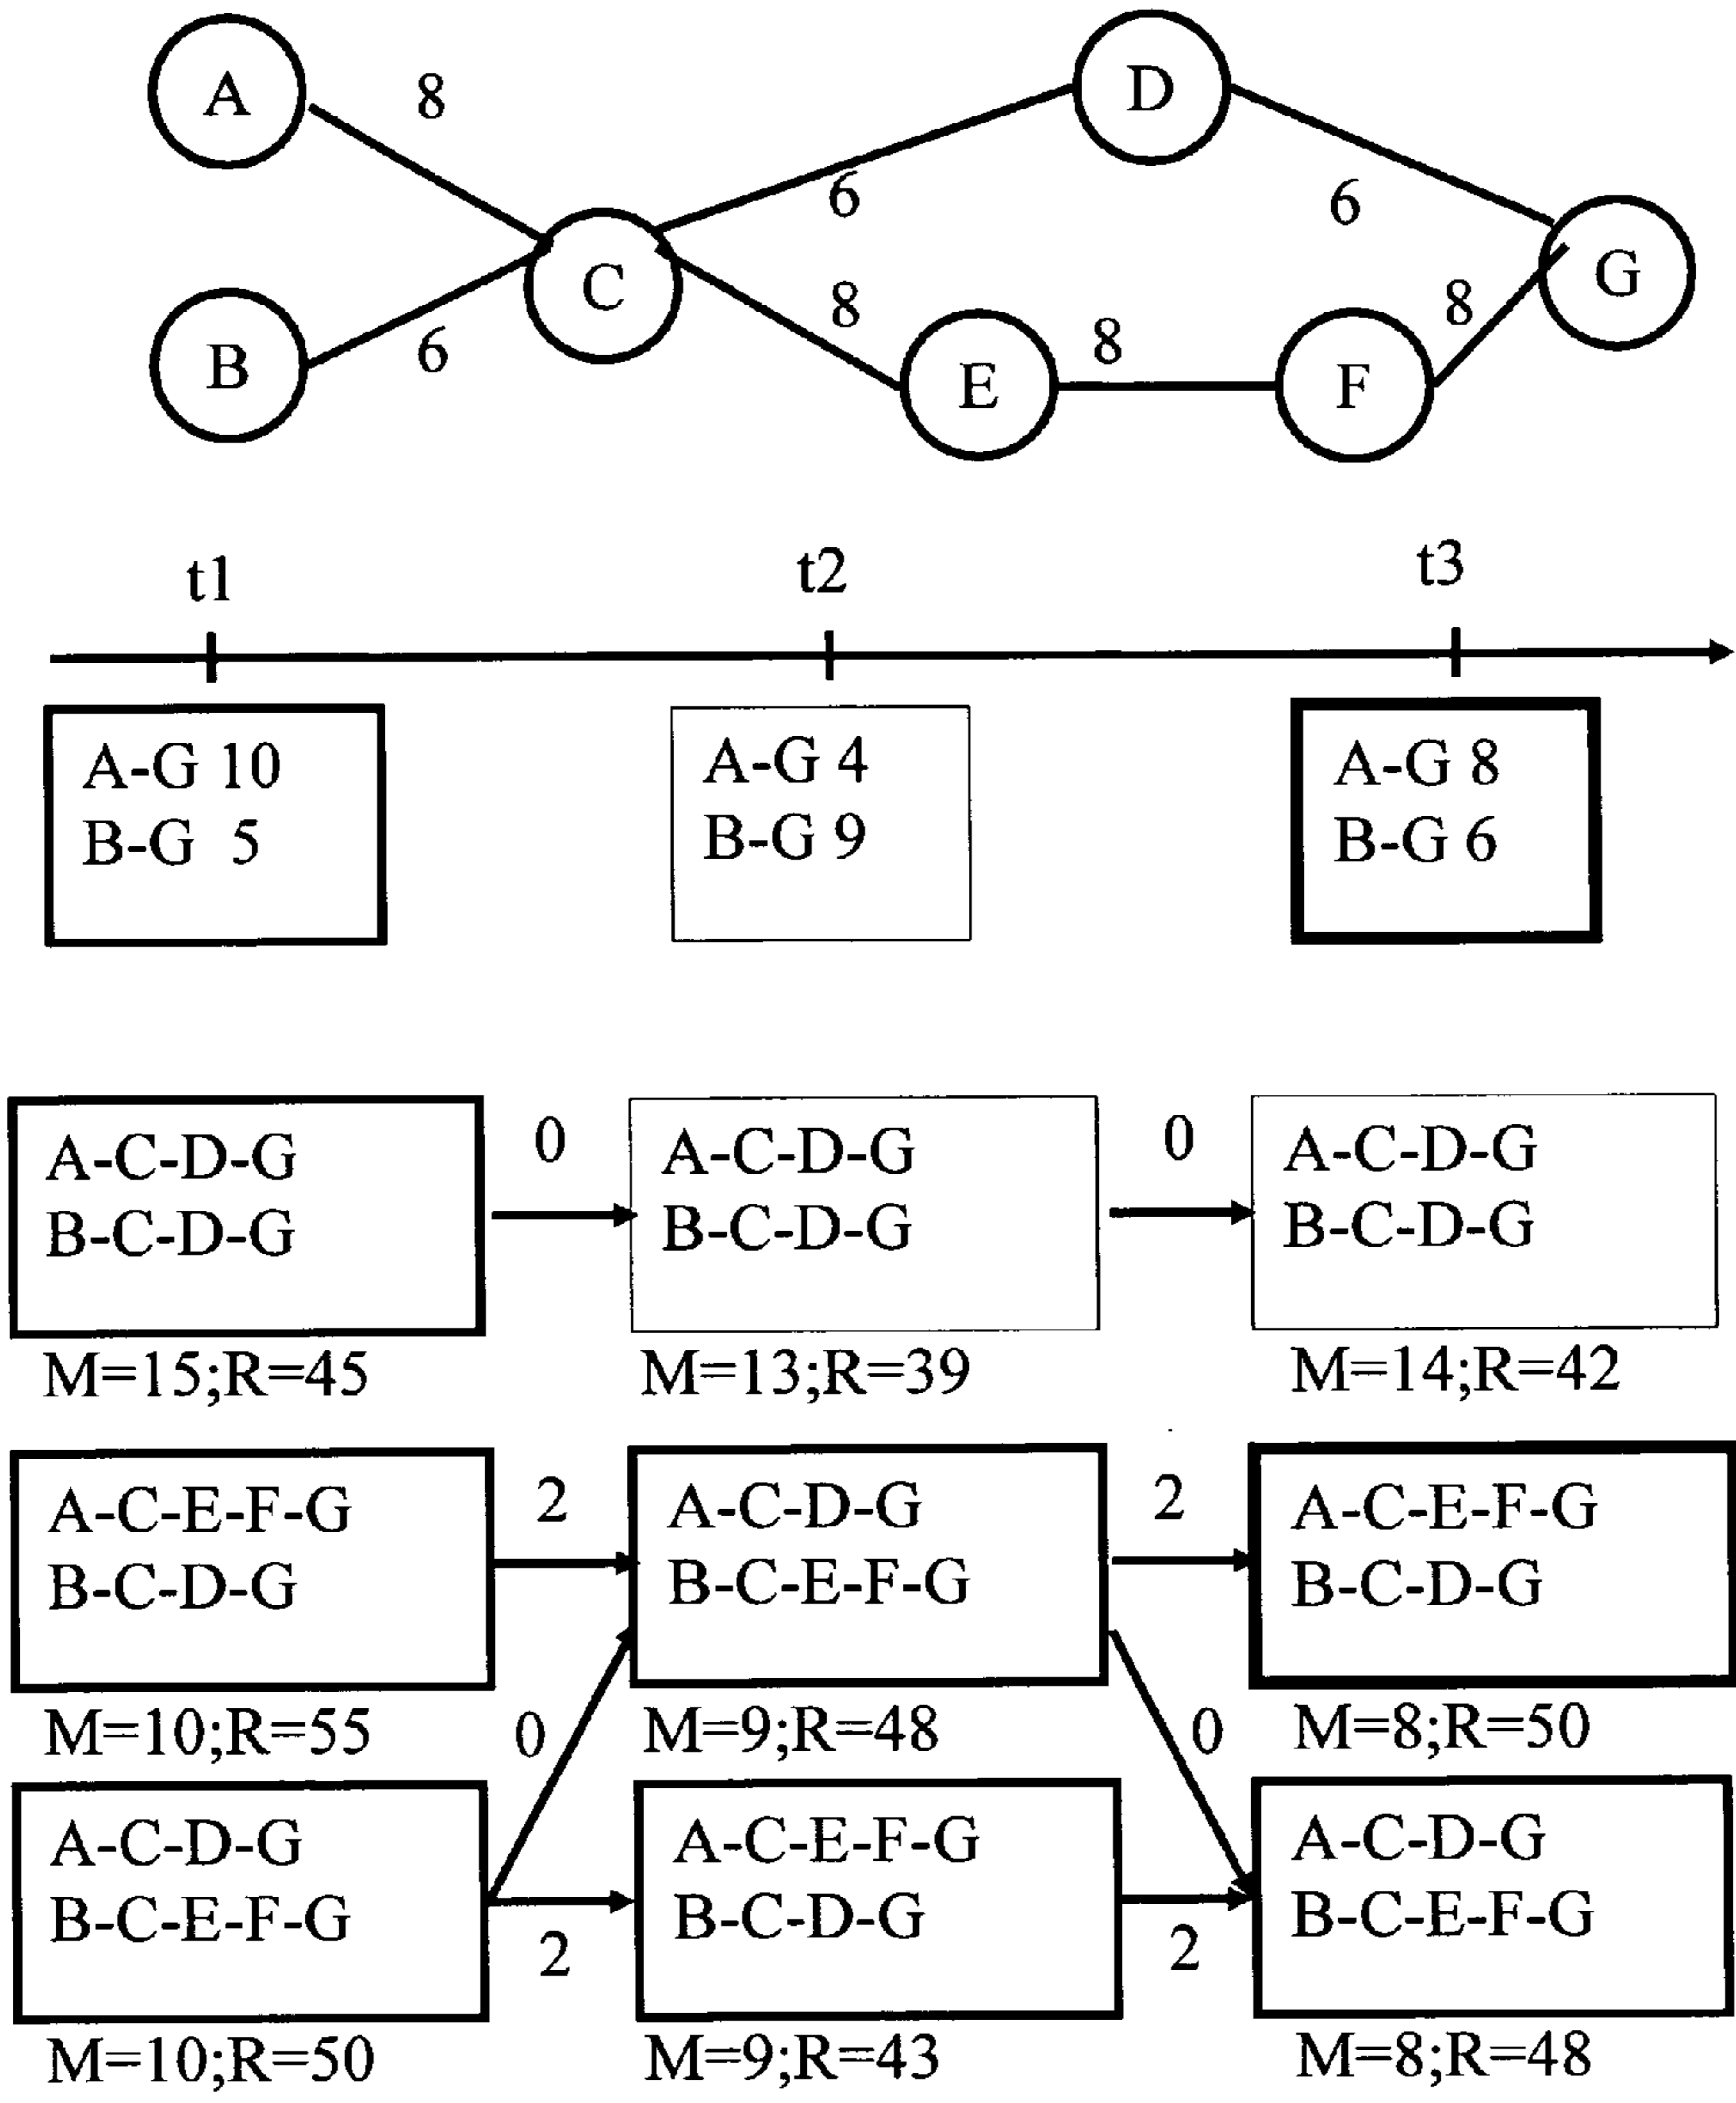 A
8
D
6
6
G
C
B
6
8
8
8
E
F
t1
t2
t3
A-G 10
B-G 5
A-G 4
B-G 9
A-G 8
B-G 6
A-C-D-G
B-C-D-G
0
A-C-D-G
B-C-D-G
0
A-C-D-G
B-C-D-G
M=15;R=45
M=13;R=39
M=14;R=42
A-C-E-F-G
B-C-D-G
2
A-C-D-G
B-C-E-F-G
2
A-C-E-F-G
B-C-D-G
M=10;R=55
0
M=9;R=48
0
M=8;R=50
A-C-D-G
B-C-E-F-G
2
A-C-E-F-G
B-C-D-G
2
A-C-D-G
B-C-E-F-G
M=10;R=50
M=9;R=43
M=8;R=48